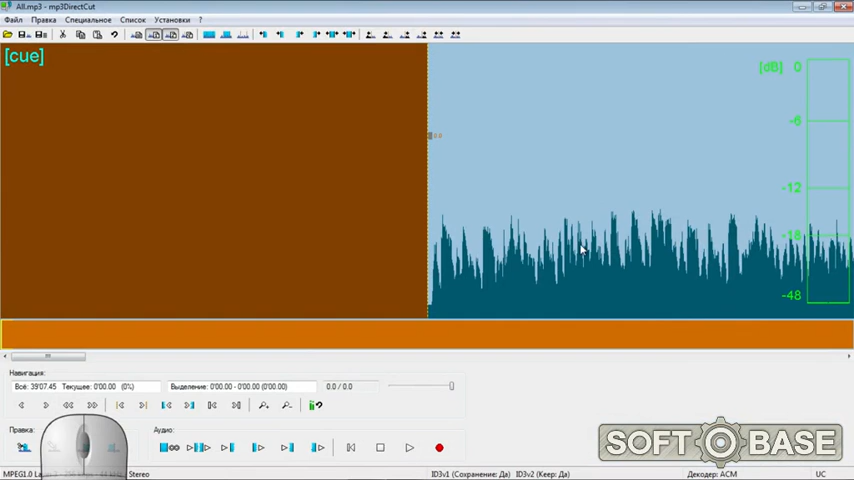 All.mp3 - mp3DirectCut
Файл Правка Специальное Список Установки ?
[cue]
[dB] 0
-6
-12
-18
-48
Навигация:
Всё: 39'07.45 Текущее: 0'00.00 (0%) Выделение: 0'00.00 - 0'00.00 (0'00.00) 0.0 / 0.0
Правка: Аудио:
SOFT BASE
MPEG1.0 Stereo ID3v1 (Сохранение: Да) ID3v2 (Keep: Да) Декодер: ACM UC